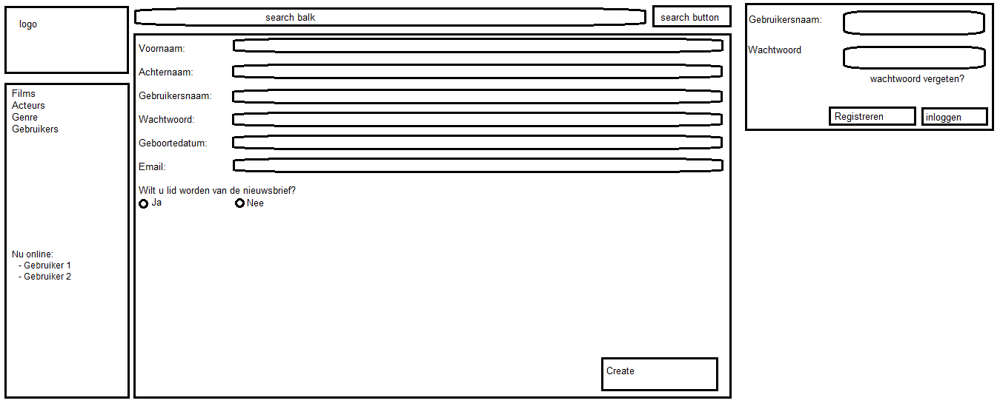 logo
search balk
search button
Films
Acteurs
Genre
Gebruikers
Nu online:
- Gebruiker 1
- Gebruiker 2
Voornaam:
Achternaam:
Gebruikersnaam:
Wachtwoord:
Geboortedatum:
Email:
Wilt u lid worden van de nieuwsbrief?
Ja Nee
Create
Gebruikersnaam:
Wachtwoord
wachtwoord vergeten?
Registreren inloggen